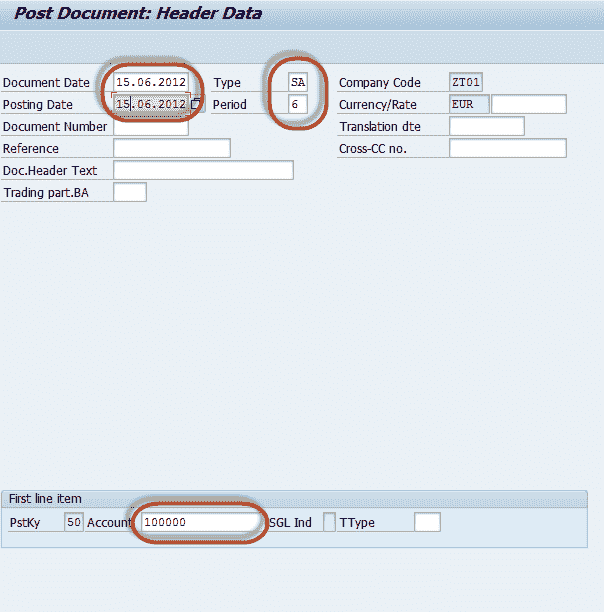 Post Document: Header Data
Document Date 15.06.2012 Type SA Company Code ZT01
Posting Date 15.06.2012 Period 6 Currency/Rate EUR
Document Number Translation dte
Reference Cross-CC no.
Doc.Header Text
Trading part.BA
First line item
PstKy 50 Account 100000 SGL Ind TType